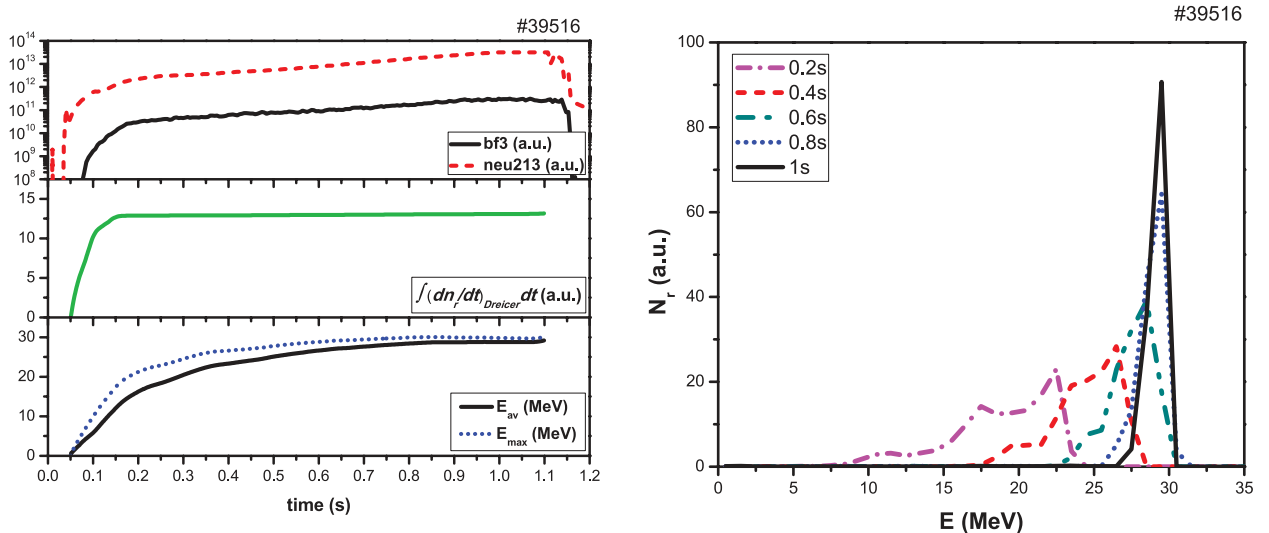 #39516
10^14
10^13
10^12
10^11
10^10
10^9
10^8
bf3 (a.u.)
neu213 (a.u.)
15
10
5
0
∫(dn_r/dt)_Dreicer dt (a.u.)
30
20
10
0
E_av (MeV)
E_max (MeV)
0.0 0.1 0.2 0.3 0.4 0.5 0.6 0.7 0.8 0.9 1.0 1.1 1.2
time (s)
#39516
100
80
60
40
20
0
N_r (a.u.)
0.2s
0.4s
0.6s
0.8s
1s
0 5 10 15 20 25 30 35
E (MeV)